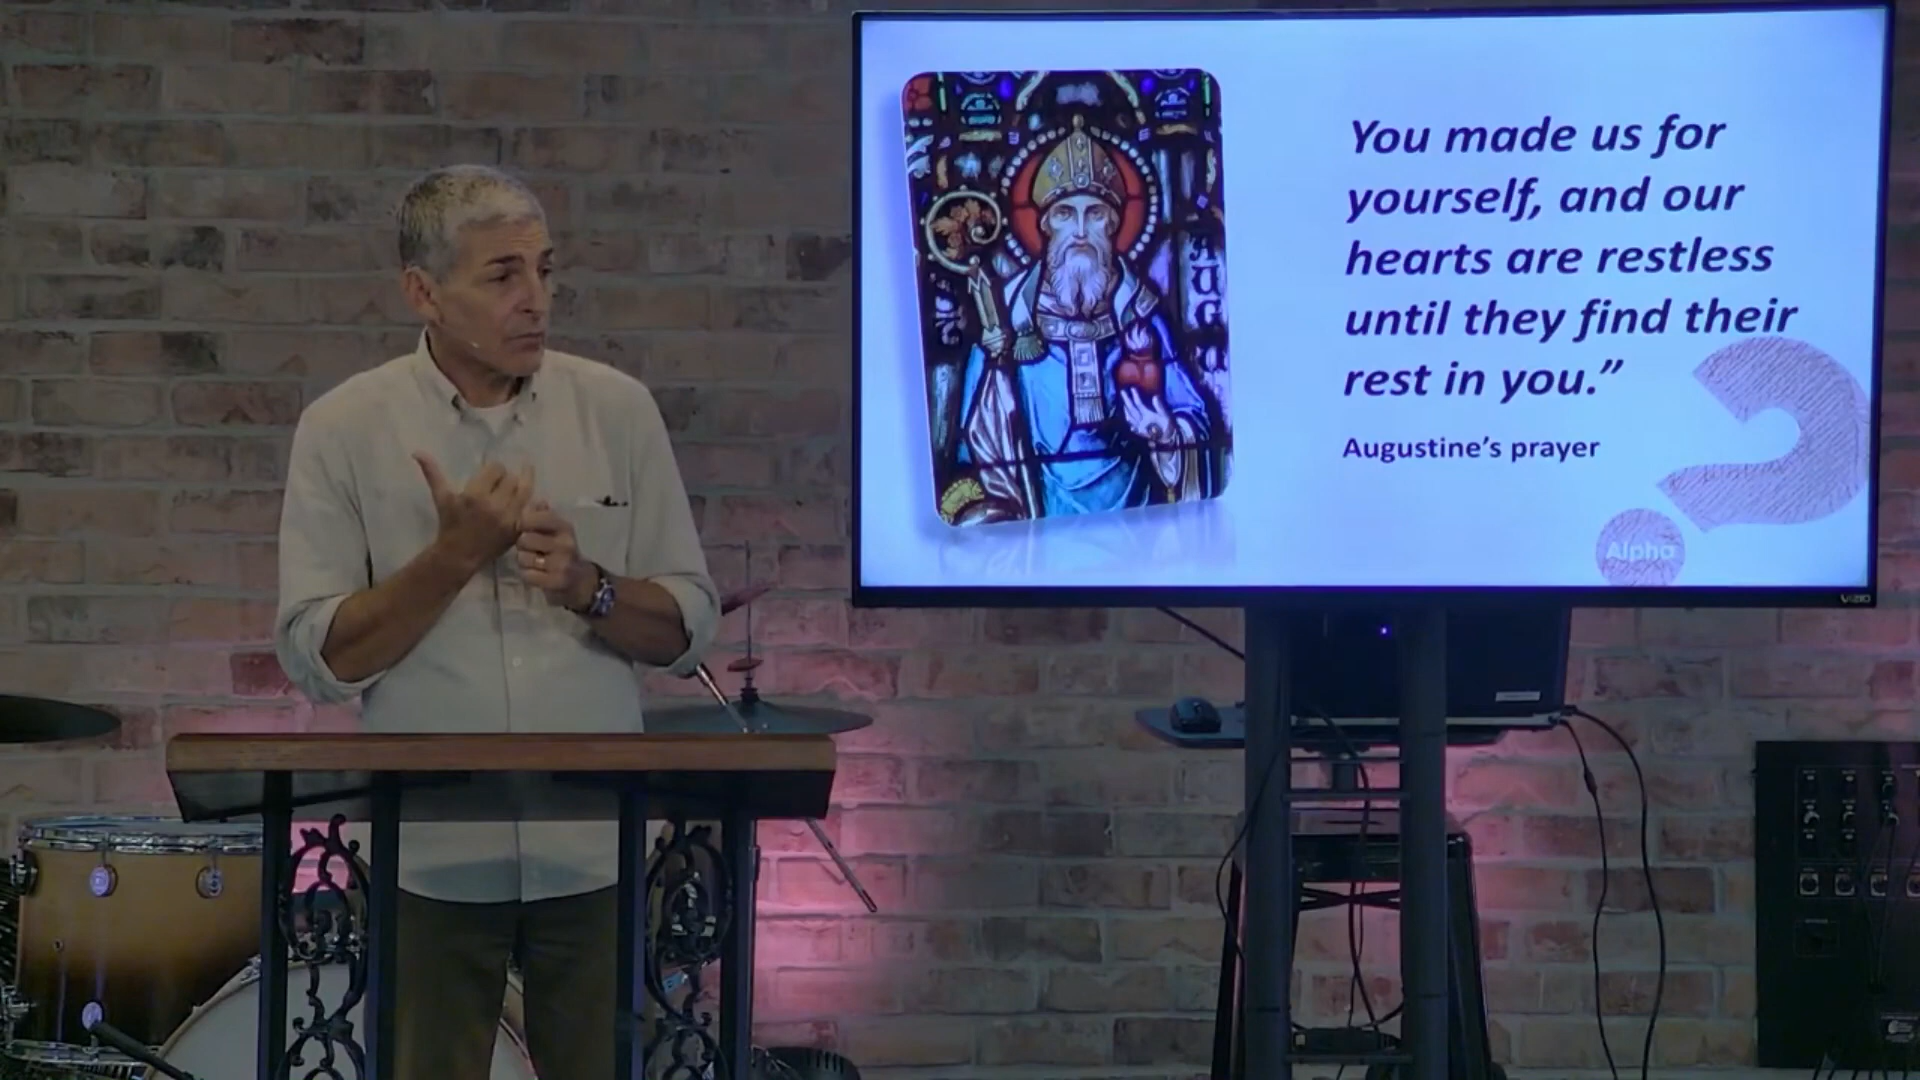 You made us for
yourself, and our
hearts are restless
until they find their
rest in you.”
Augustine’s prayer
Alpha
VIZIO
AUG